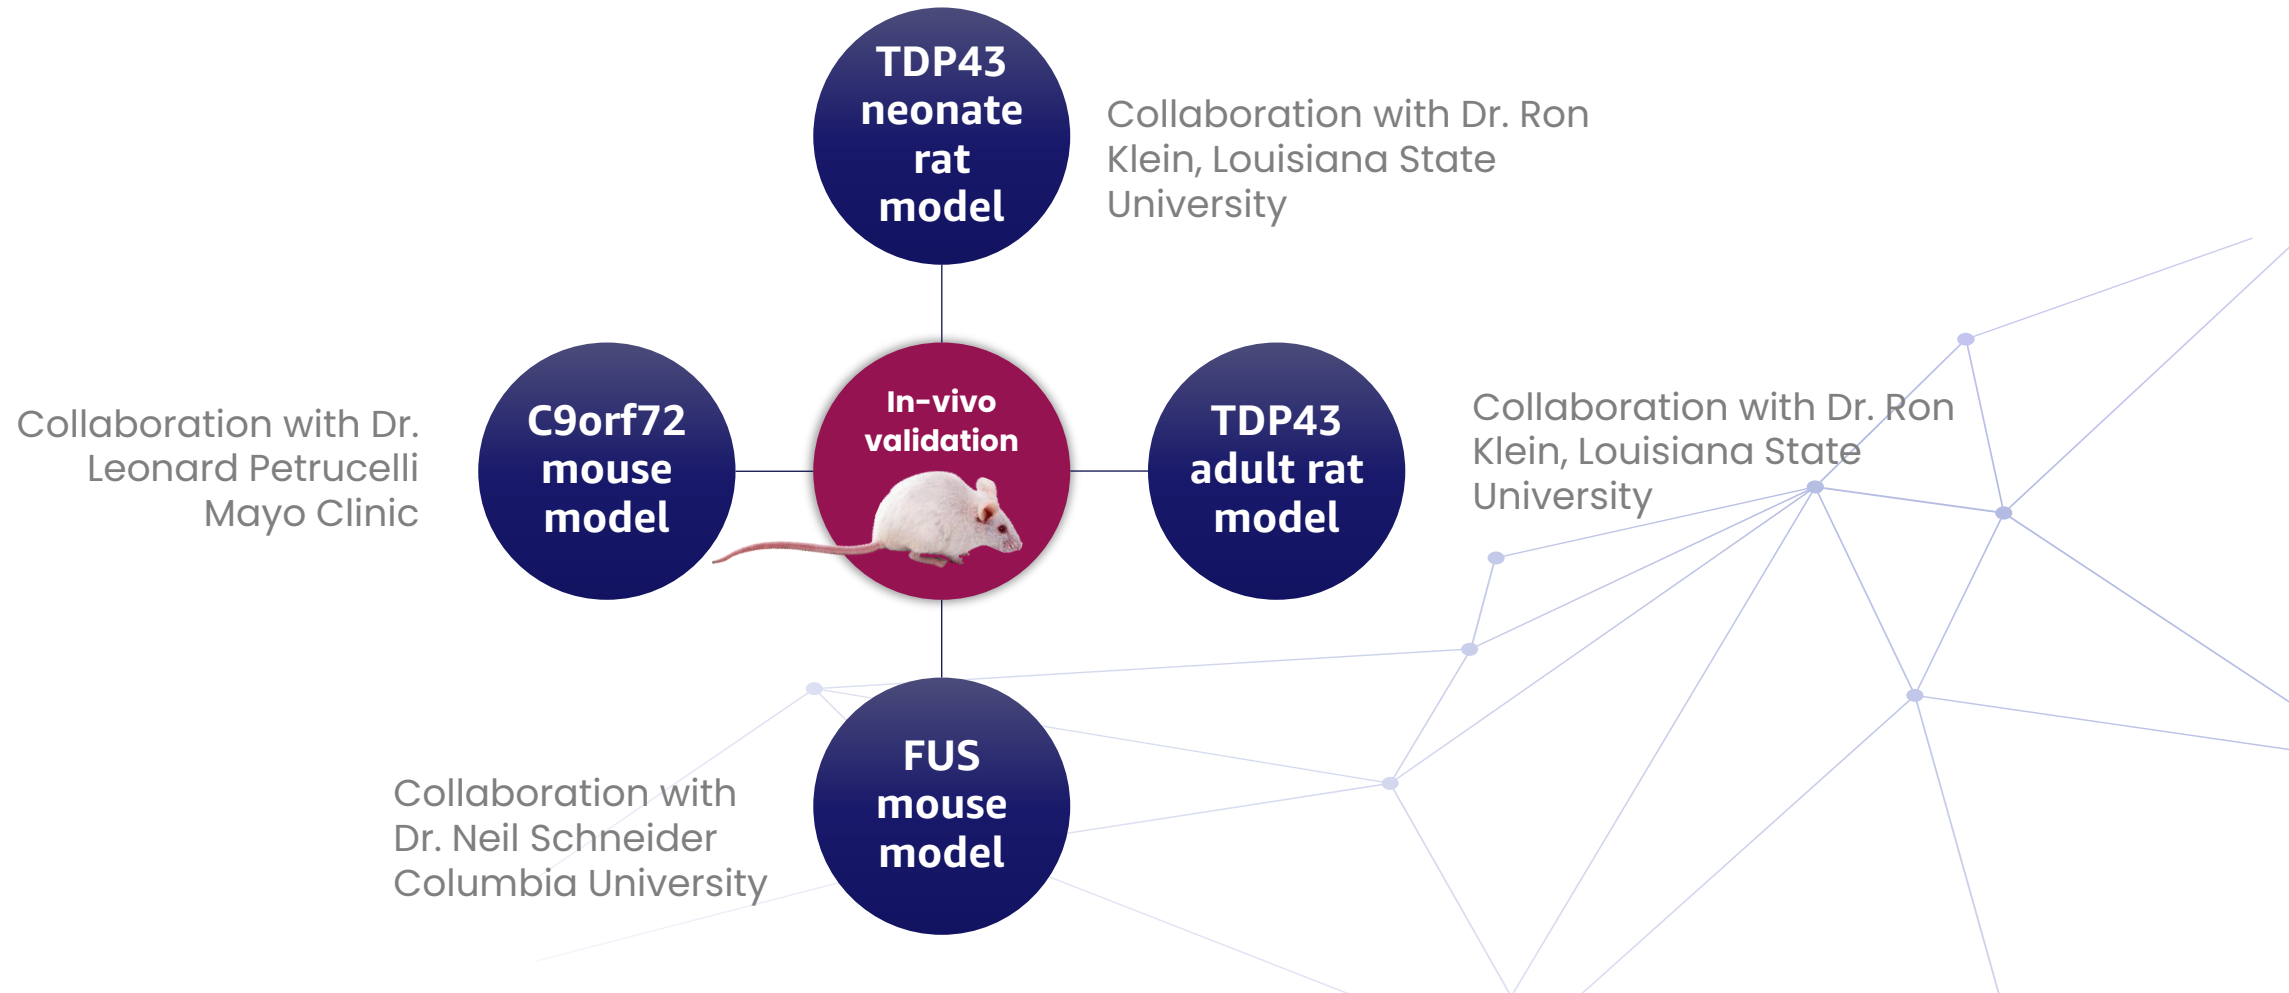 TDP43
neonate
rat
model
Collaboration with Dr. Ron
Klein, Louisiana State
University
Collaboration with Dr.
Leonard Petrucelli
Mayo Clinic
C9orf72
mouse
model
In-vivo
validation
TDP43
adult rat
model
Collaboration with Dr. Ron
Klein, Louisiana State
University
Collaboration with
Dr. Neil Schneider
Columbia University
FUS
mouse
model